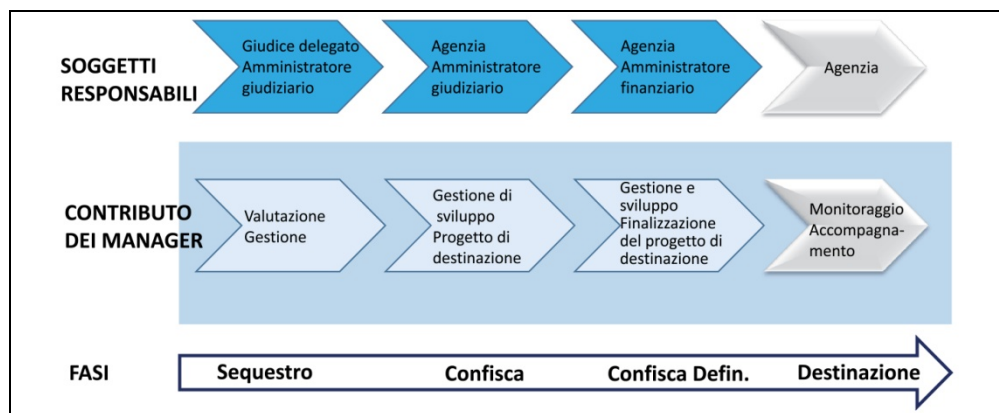 SOGGETTI
RESPONSABILI
Giudice delegato
Amministratore
giudiziario
Agenzia
Amministratore
giudiziario
Agenzia
Amministratore
finanziario
Agenzia
CONTRIBUTO
DEI MANAGER
Valutazione
Gestione
Gestione di
sviluppo
Progetto di
destinazione
Gestione e
sviluppo
Finalizzazione
del progetto di
destinazione
Monitoraggio
Accompagna-
mento
FASI
Sequestro
Confisca
Confisca Defin.
Destinazione